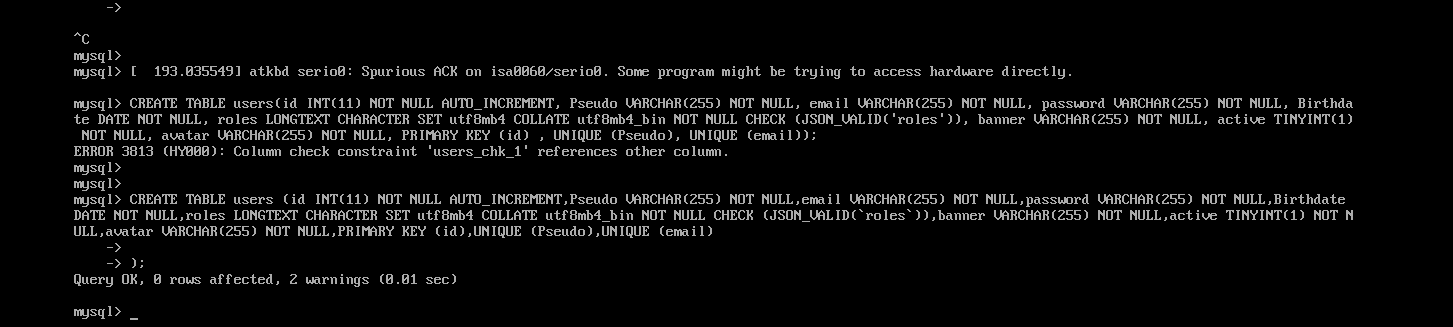 ->
^C
mysql>
mysql> [  193.035549] atkbd serio0: Spurious ACK on isa0060/serio0. Some program might be trying to access hardware directly.
mysql> CREATE TABLE users(id INT(11) NOT NULL AUTO_INCREMENT, Pseudo VARCHAR(255) NOT NULL, email VARCHAR(255) NOT NULL, password VARCHAR(255) NOT NULL, Birthda
te DATE NOT NULL, roles LONGTEXT CHARACTER SET utf8mb4 COLLATE utf8mb4_bin NOT NULL CHECK (JSON_VALID('roles')), banner VARCHAR(255) NOT NULL, active TINYINT(1)
 NOT NULL, avatar VARCHAR(255) NOT NULL, PRIMARY KEY (id) , UNIQUE (Pseudo), UNIQUE (email));
ERROR 3813 (HY000): Column check constraint 'users_chk_1' references other column.
mysql>
mysql>
mysql> CREATE TABLE users (id INT(11) NOT NULL AUTO_INCREMENT,Pseudo VARCHAR(255) NOT NULL,email VARCHAR(255) NOT NULL,password VARCHAR(255) NOT NULL,Birthdate
DATE NOT NULL,roles LONGTEXT CHARACTER SET utf8mb4 COLLATE utf8mb4_bin NOT NULL CHECK (JSON_VALID(`roles`)),banner VARCHAR(255) NOT NULL,active TINYINT(1) NOT N
ULL,avatar VARCHAR(255) NOT NULL,PRIMARY KEY (id),UNIQUE (Pseudo),UNIQUE (email)
->
-> );
Query OK, 0 rows affected, 2 warnings (0.01 sec)
mysql> _